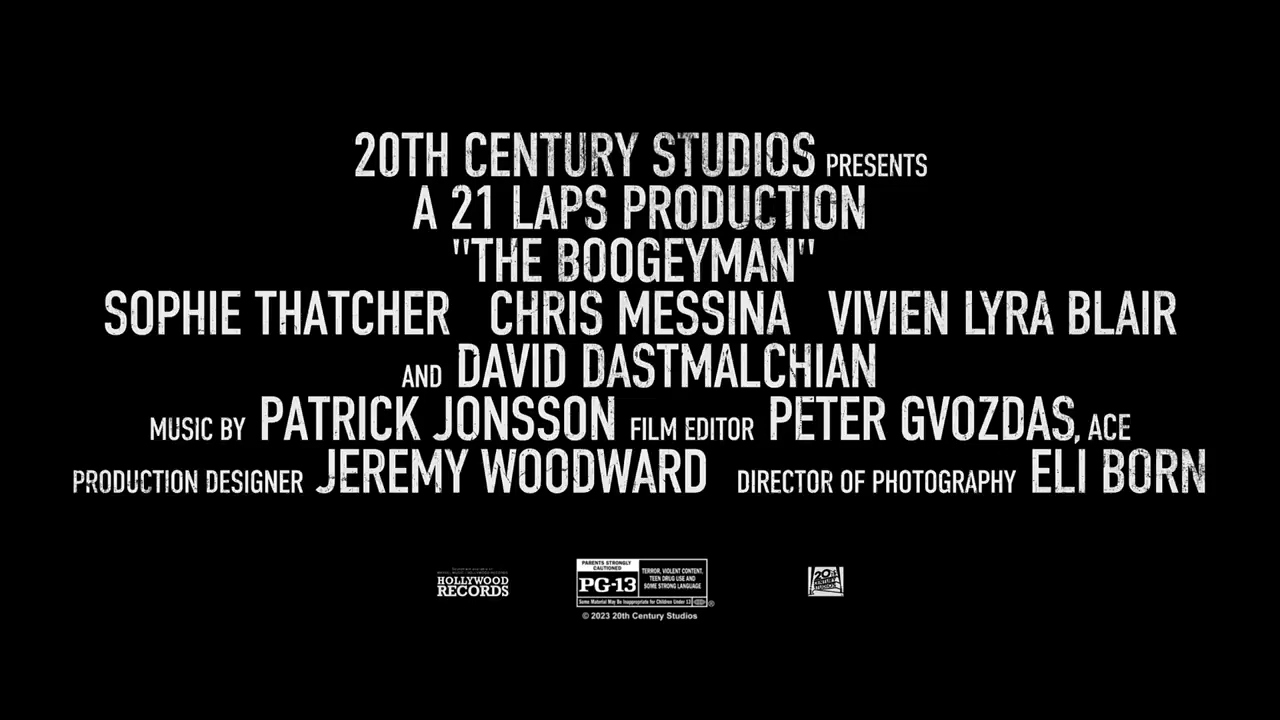 20TH CENTURY STUDIOS PRESENTS
A 21 LAPS PRODUCTION
"THE BOOGEYMAN"
SOPHIE THATCHER CHRIS MESSINA VIVIEN LYRA BLAIR
AND DAVID DASTMALCHIAN
MUSIC BY PATRICK JONSSON FILM EDITOR PETER GVOZDAS, ACE
PRODUCTION DESIGNER JEREMY WOODWARD DIRECTOR OF PHOTOGRAPHY ELI BORN
HOLLYWOOD
RECORDS
PARENTS STRONGLY
CAUTIONED
PG-13
TERROR, VIOLENT CONTENT,
TEEN DRUG USE AND
SOME STRONG LANGUAGE
Some Material May Be Inappropriate for Children Under 13
®
20th
CENTURY
STUDIOS
© 2023 20th Century Studios